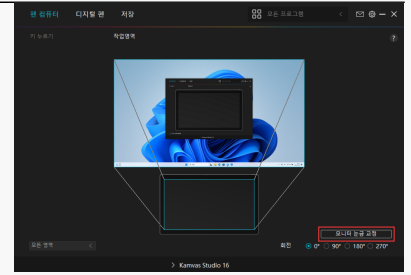 펜 컴퓨터 디지털 펜 저장 모든 프로그램
키 누르기 작업영역
?
모니터 눈금 교정
모든 영역 회전 0° 90° 180° 270°
Kamvas Studio 16